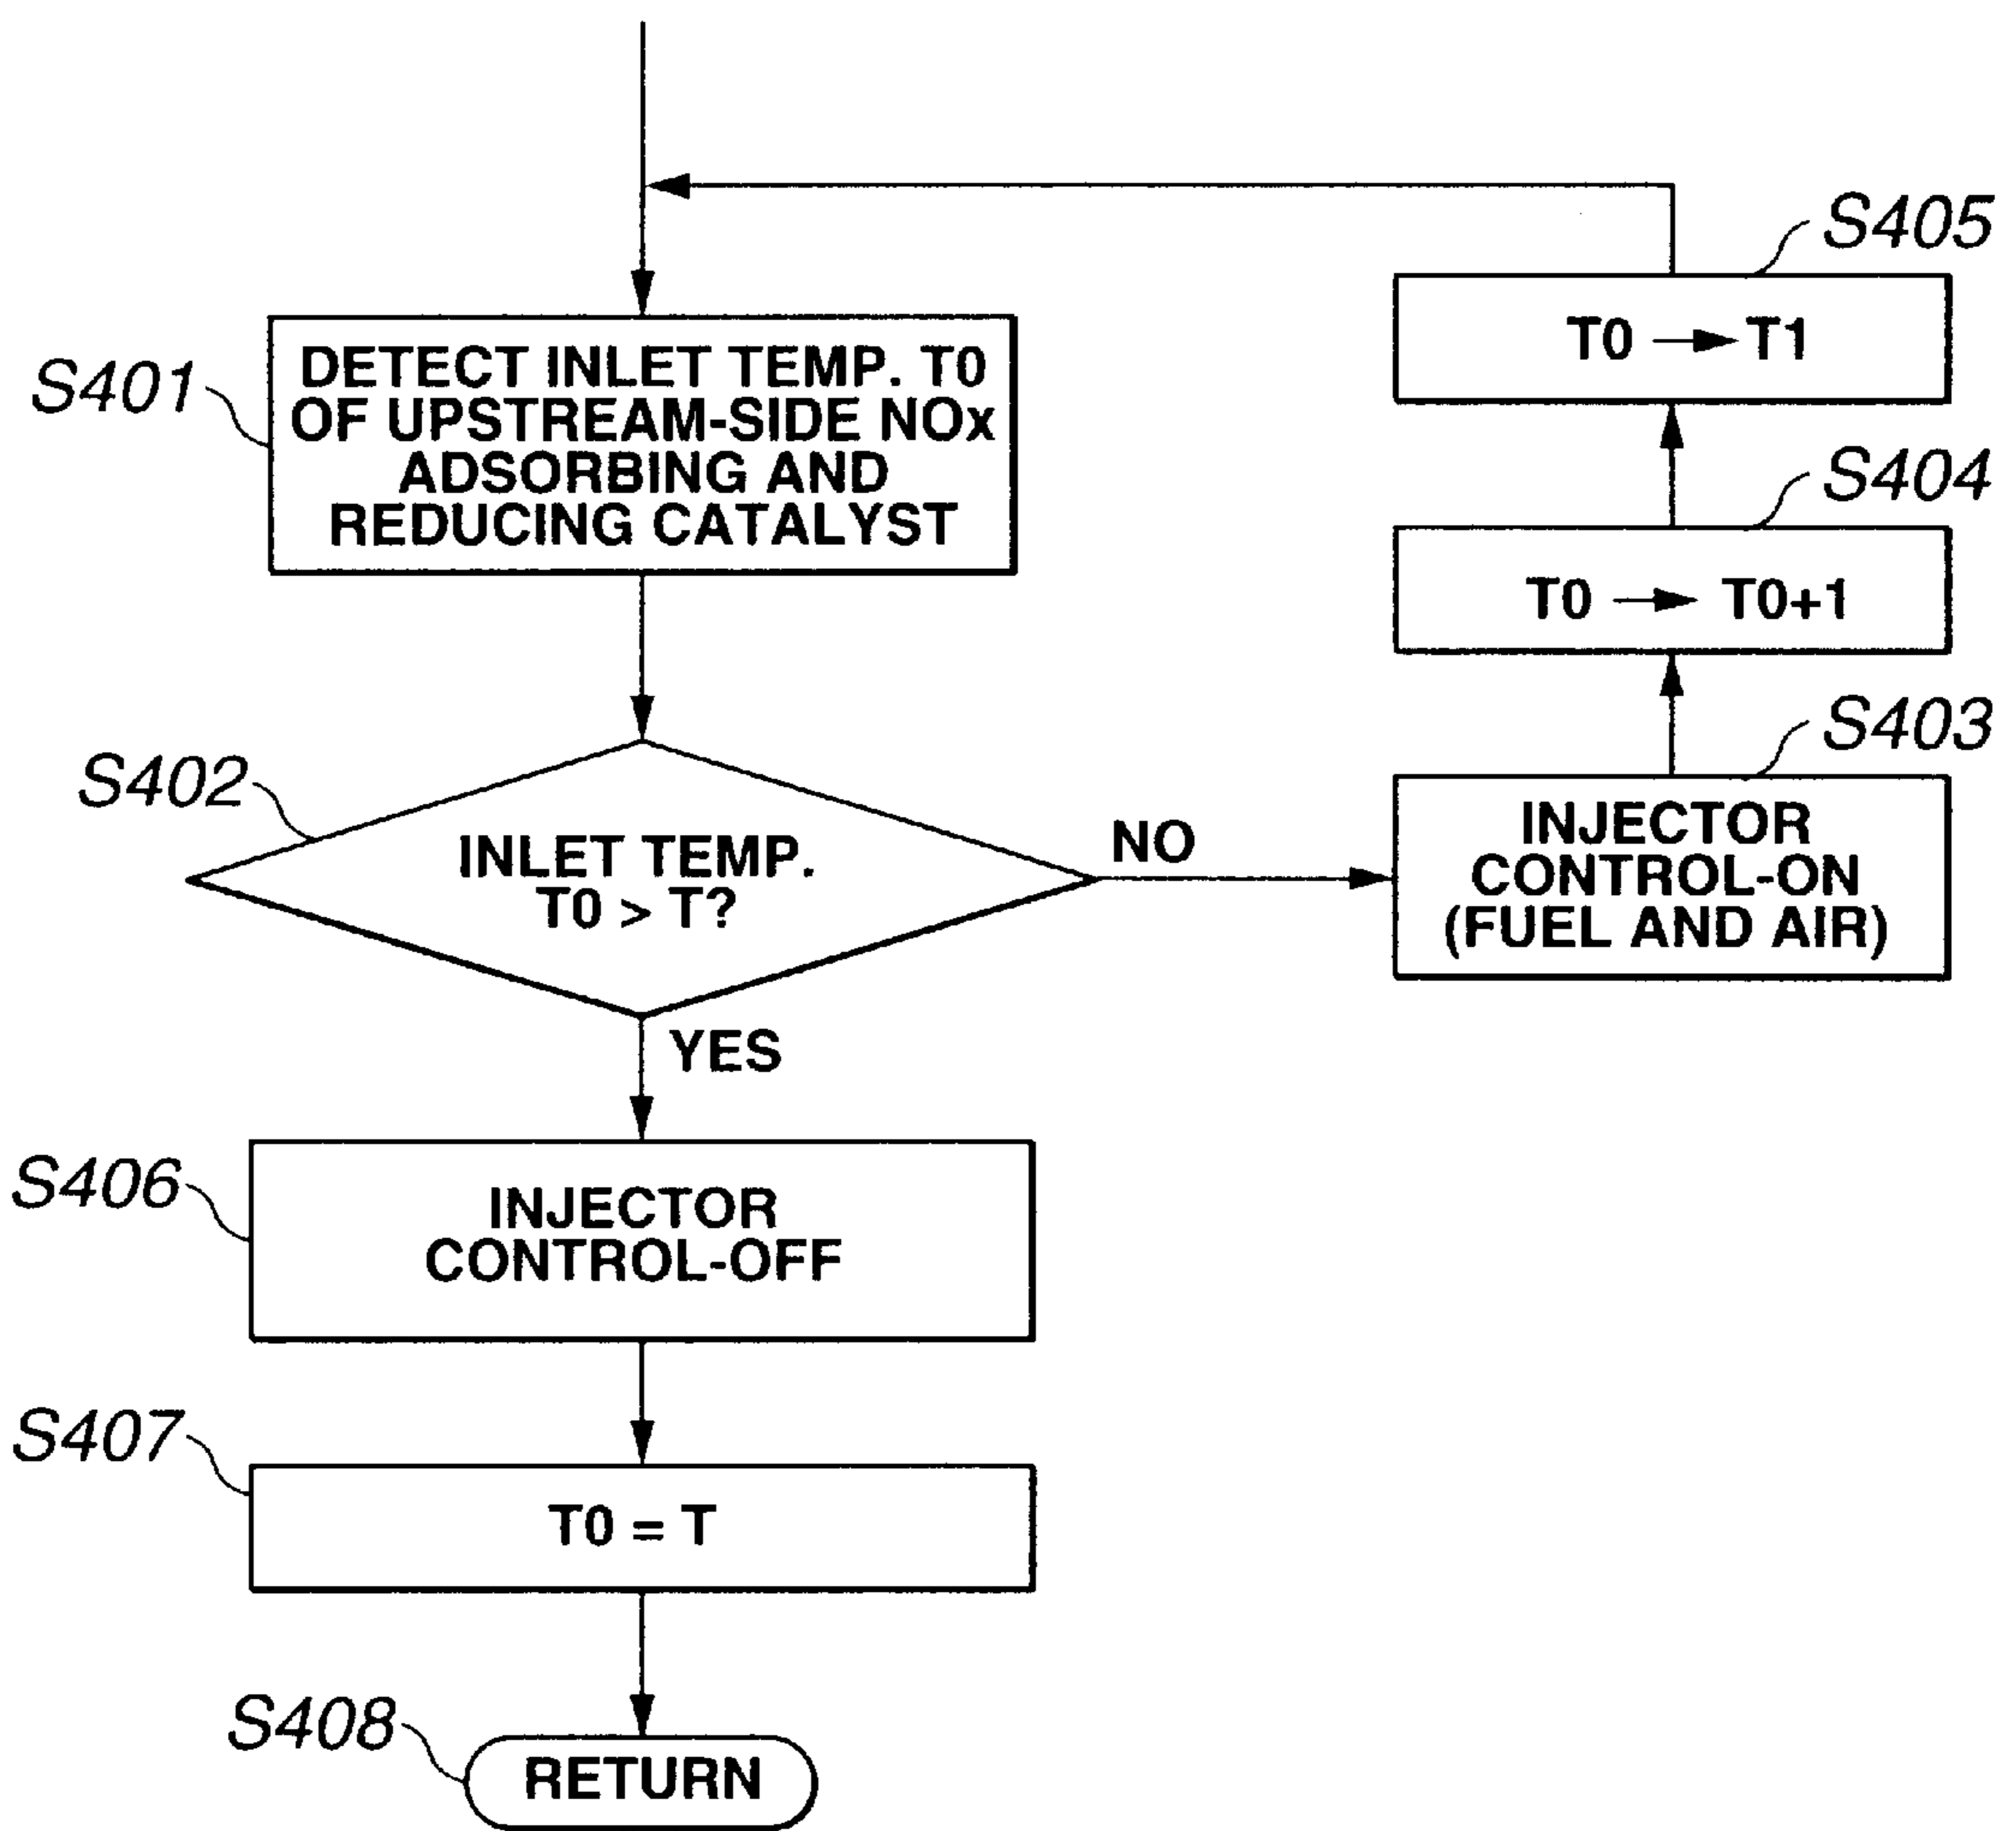 S405
T0 → T1
S401
DETECT INLET TEMP. T0
OF UPSTREAM-SIDE NOx
ADSORBING AND
REDUCING CATALYST
S404
T0 → T0+1
S403
INJECTOR
CONTROL-ON
(FUEL AND AIR)
S402
INLET TEMP.
T0 > T?
NO
YES
S406
INJECTOR
CONTROL-OFF
S407
T0 = T
S408
RETURN